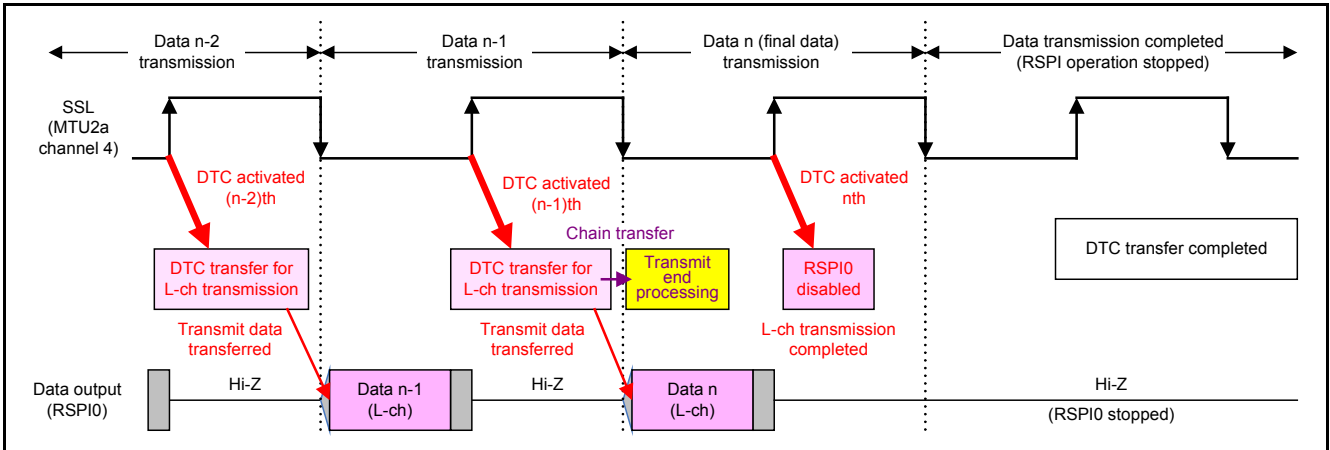 Data n-2
transmission
Data n-1
transmission
Data n (final data)
transmission
Data transmission completed
(RSPI operation stopped)
SSL
(MTU2a
channel 4)
DTC activated
(n-2)th
DTC activated
(n-1)th
DTC activated
nth
Chain transfer
DTC transfer for
L-ch transmission
DTC transfer for
L-ch transmission
Transmit
end
processing
RSPI0
disabled
DTC transfer completed
Transmit data
transferred
Transmit data
transferred
L-ch transmission
completed
Data output
(RSPI0)
Hi-Z
Data n-1
(L-ch)
Hi-Z
Data n
(L-ch)
Hi-Z
(RSPI0 stopped)